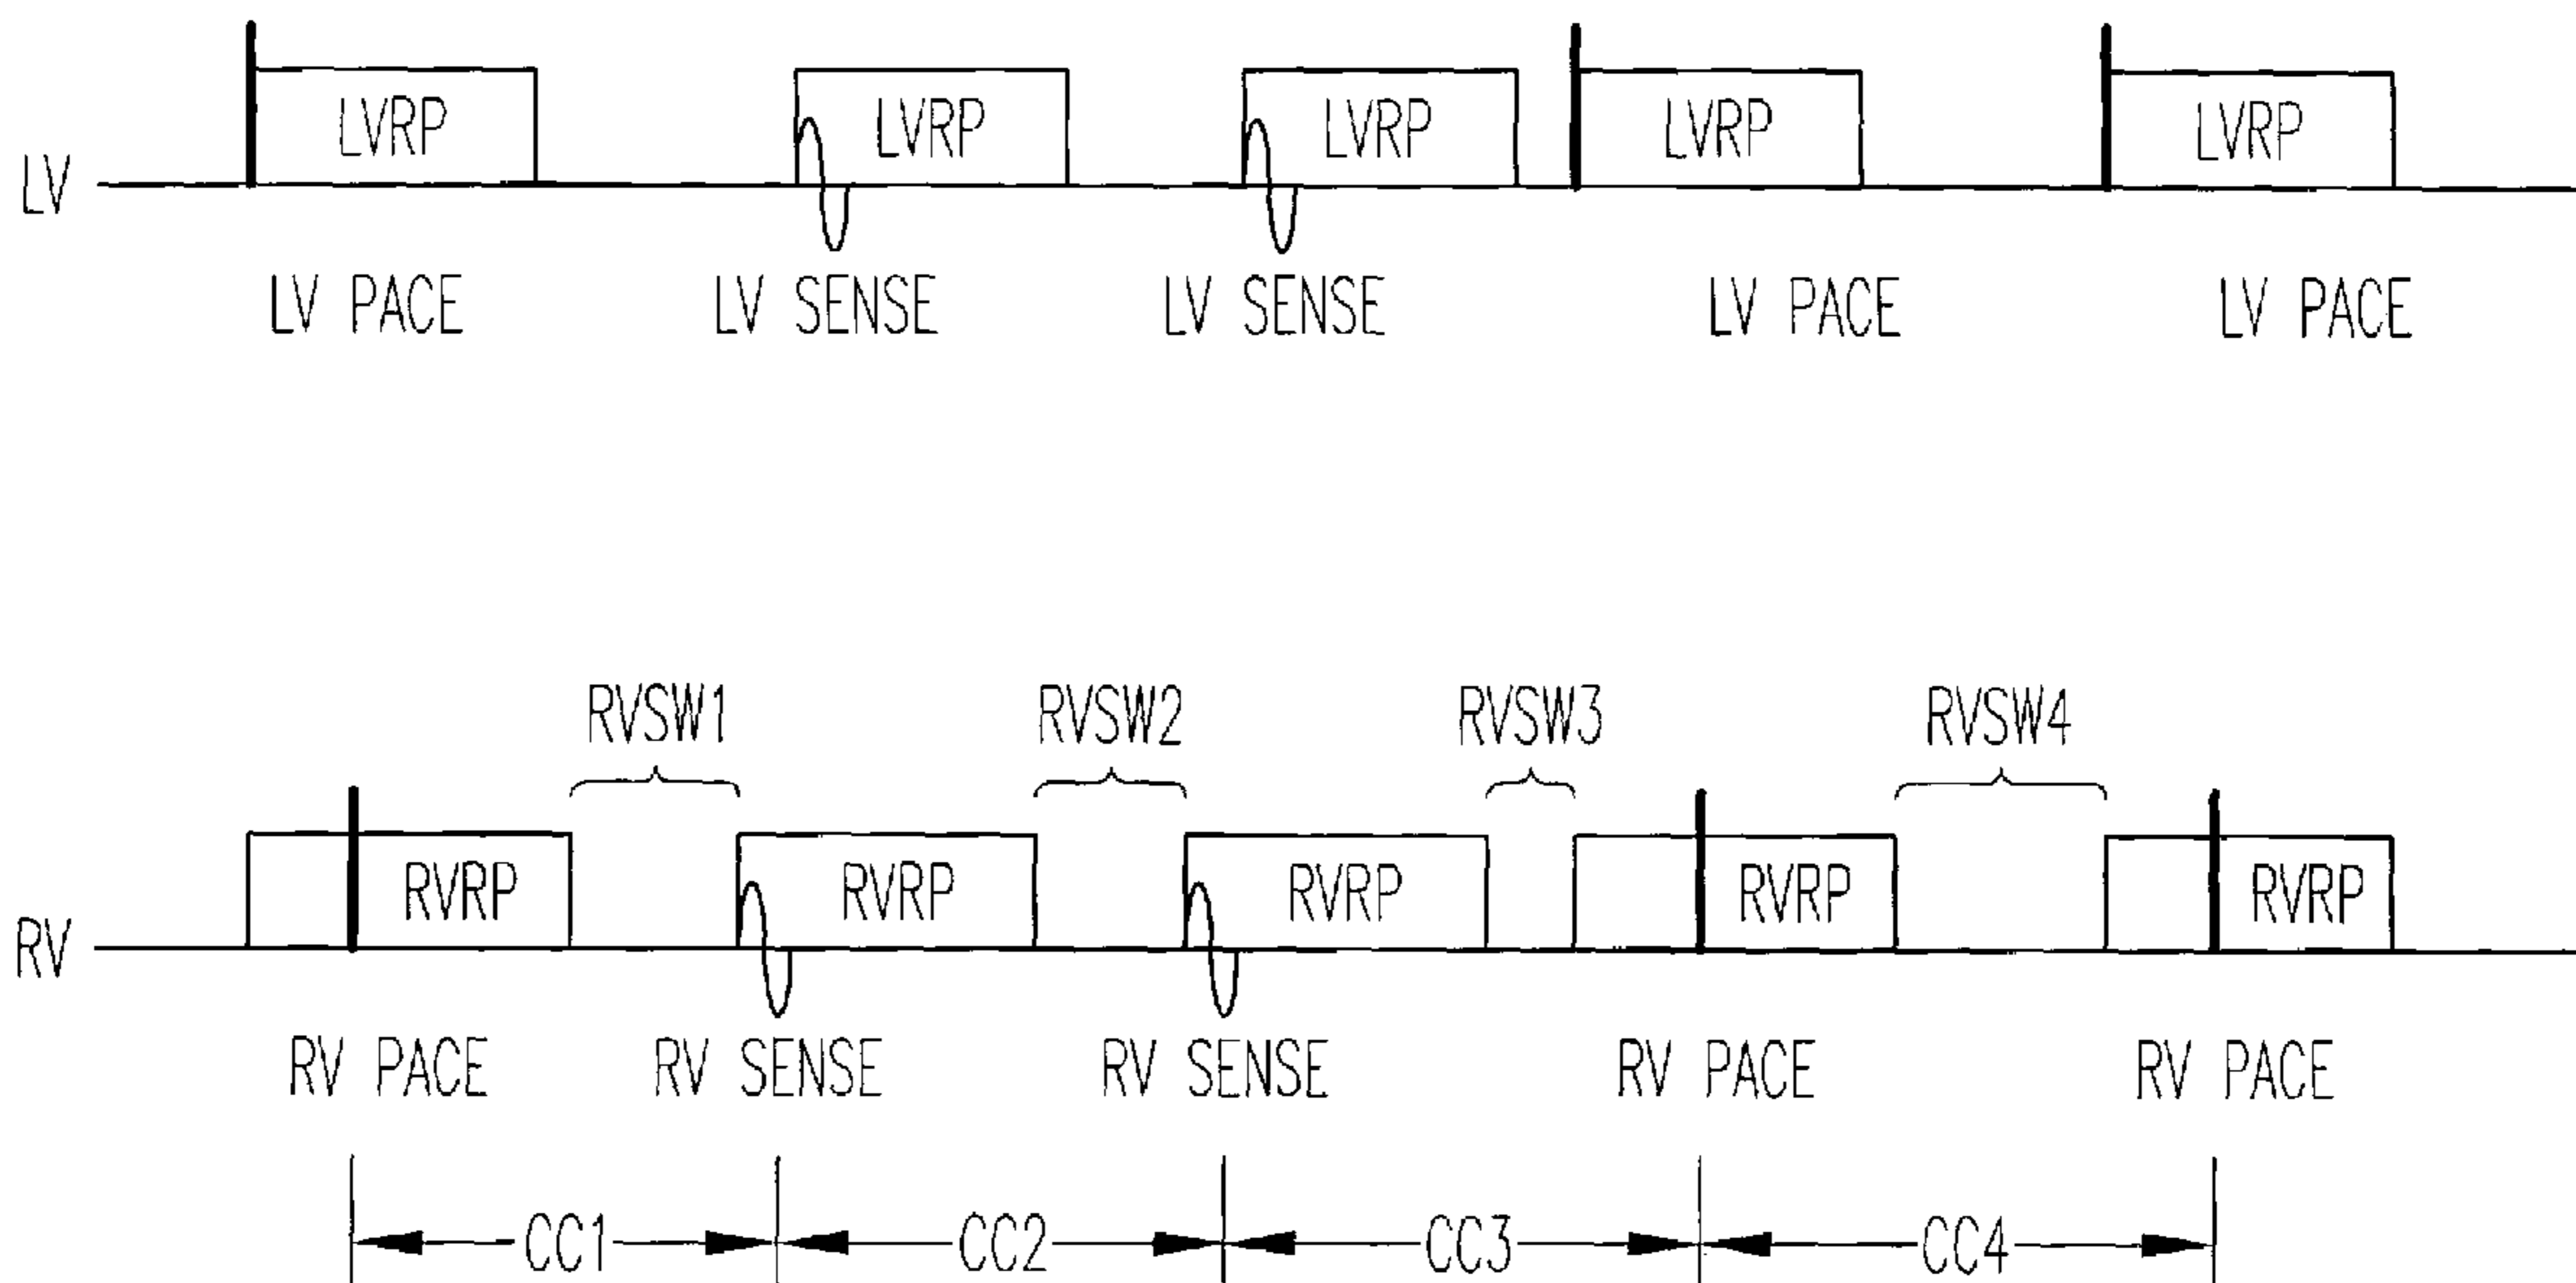 LVRP LVRP LVRP LVRP LVRP
LV
LV PACE LV SENSE LV SENSE LV PACE LV PACE
RVSW1 RVSW2 RVSW3 RVSW4
RVRP RVRP RVRP RVRP RVRP
RV
RV PACE RV SENSE RV SENSE RV PACE RV PACE
CC1 CC2 CC3 CC4